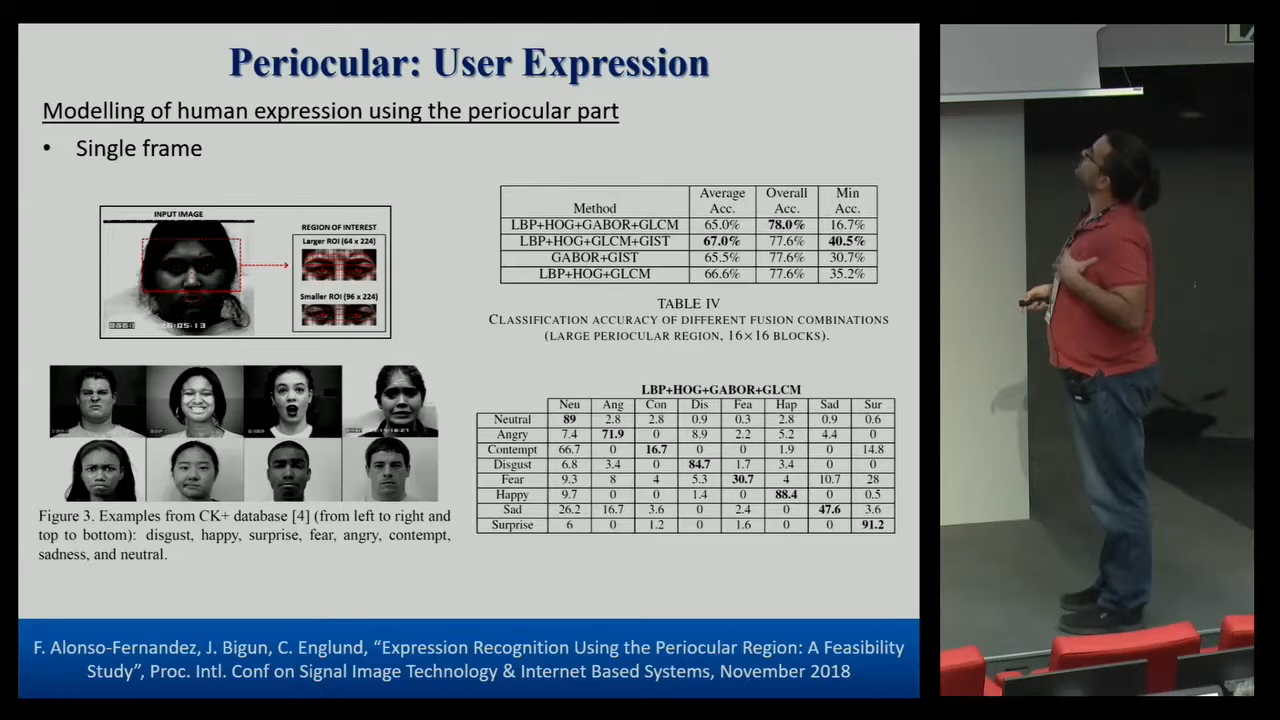 Periocular: User Expression
Modelling of human expression using the periocular part
• Single frame
INPUT IMAGE
REGION OF INTEREST
Larger ROI (64 x 224)
Smaller ROI (96 x 224)
26:05:13
Method Average Acc. Overall Acc. Min Acc.
LBP+HOG+GABOR+GLCM 65.0% 78.0% 16.7%
LBP+HOG+GLCM+GIST 67.0% 77.6% 40.5%
GABOR+GIST 65.5% 77.6% 30.7%
LBP+HOG+GLCM 66.6% 77.6% 35.2%
TABLE IV
CLASSIFICATION ACCURACY OF DIFFERENT FUSION COMBINATIONS
(LARGE PERIOCULAR REGION, 16×16 BLOCKS).
Figure 3. Examples from CK+ database [4] (from left to right and
top to bottom): disgust, happy, surprise, fear, angry, contempt,
sadness, and neutral.
LBP+HOG+GABOR+GLCM
Neu Ang Con Dis Fea Hap Sad Sur
Neutral 89 2.8 2.8 0.9 0.3 2.8 0.9 0.6
Angry 7.4 71.9 0 8.9 2.2 5.2 4.4 0
Contempt 66.7 0 16.7 0 0 1.9 0 14.8
Disgust 6.8 3.4 0 84.7 1.7 3.4 0 0
Fear 9.3 8 4 5.3 30.7 4 10.7 28
Happy 9.7 0 0 1.4 0 88.4 0 0.5
Sad 26.2 16.7 3.6 0 2.4 0 47.6 3.6
Surprise 6 0 1.2 0 1.6 0 0 91.2
F. Alonso-Fernandez, J. Bigun, C. Englund, “Expression Recognition Using the Periocular Region: A Feasibility
Study”, Proc. Intl. Conf on Signal Image Technology & Internet Based Systems, November 2018